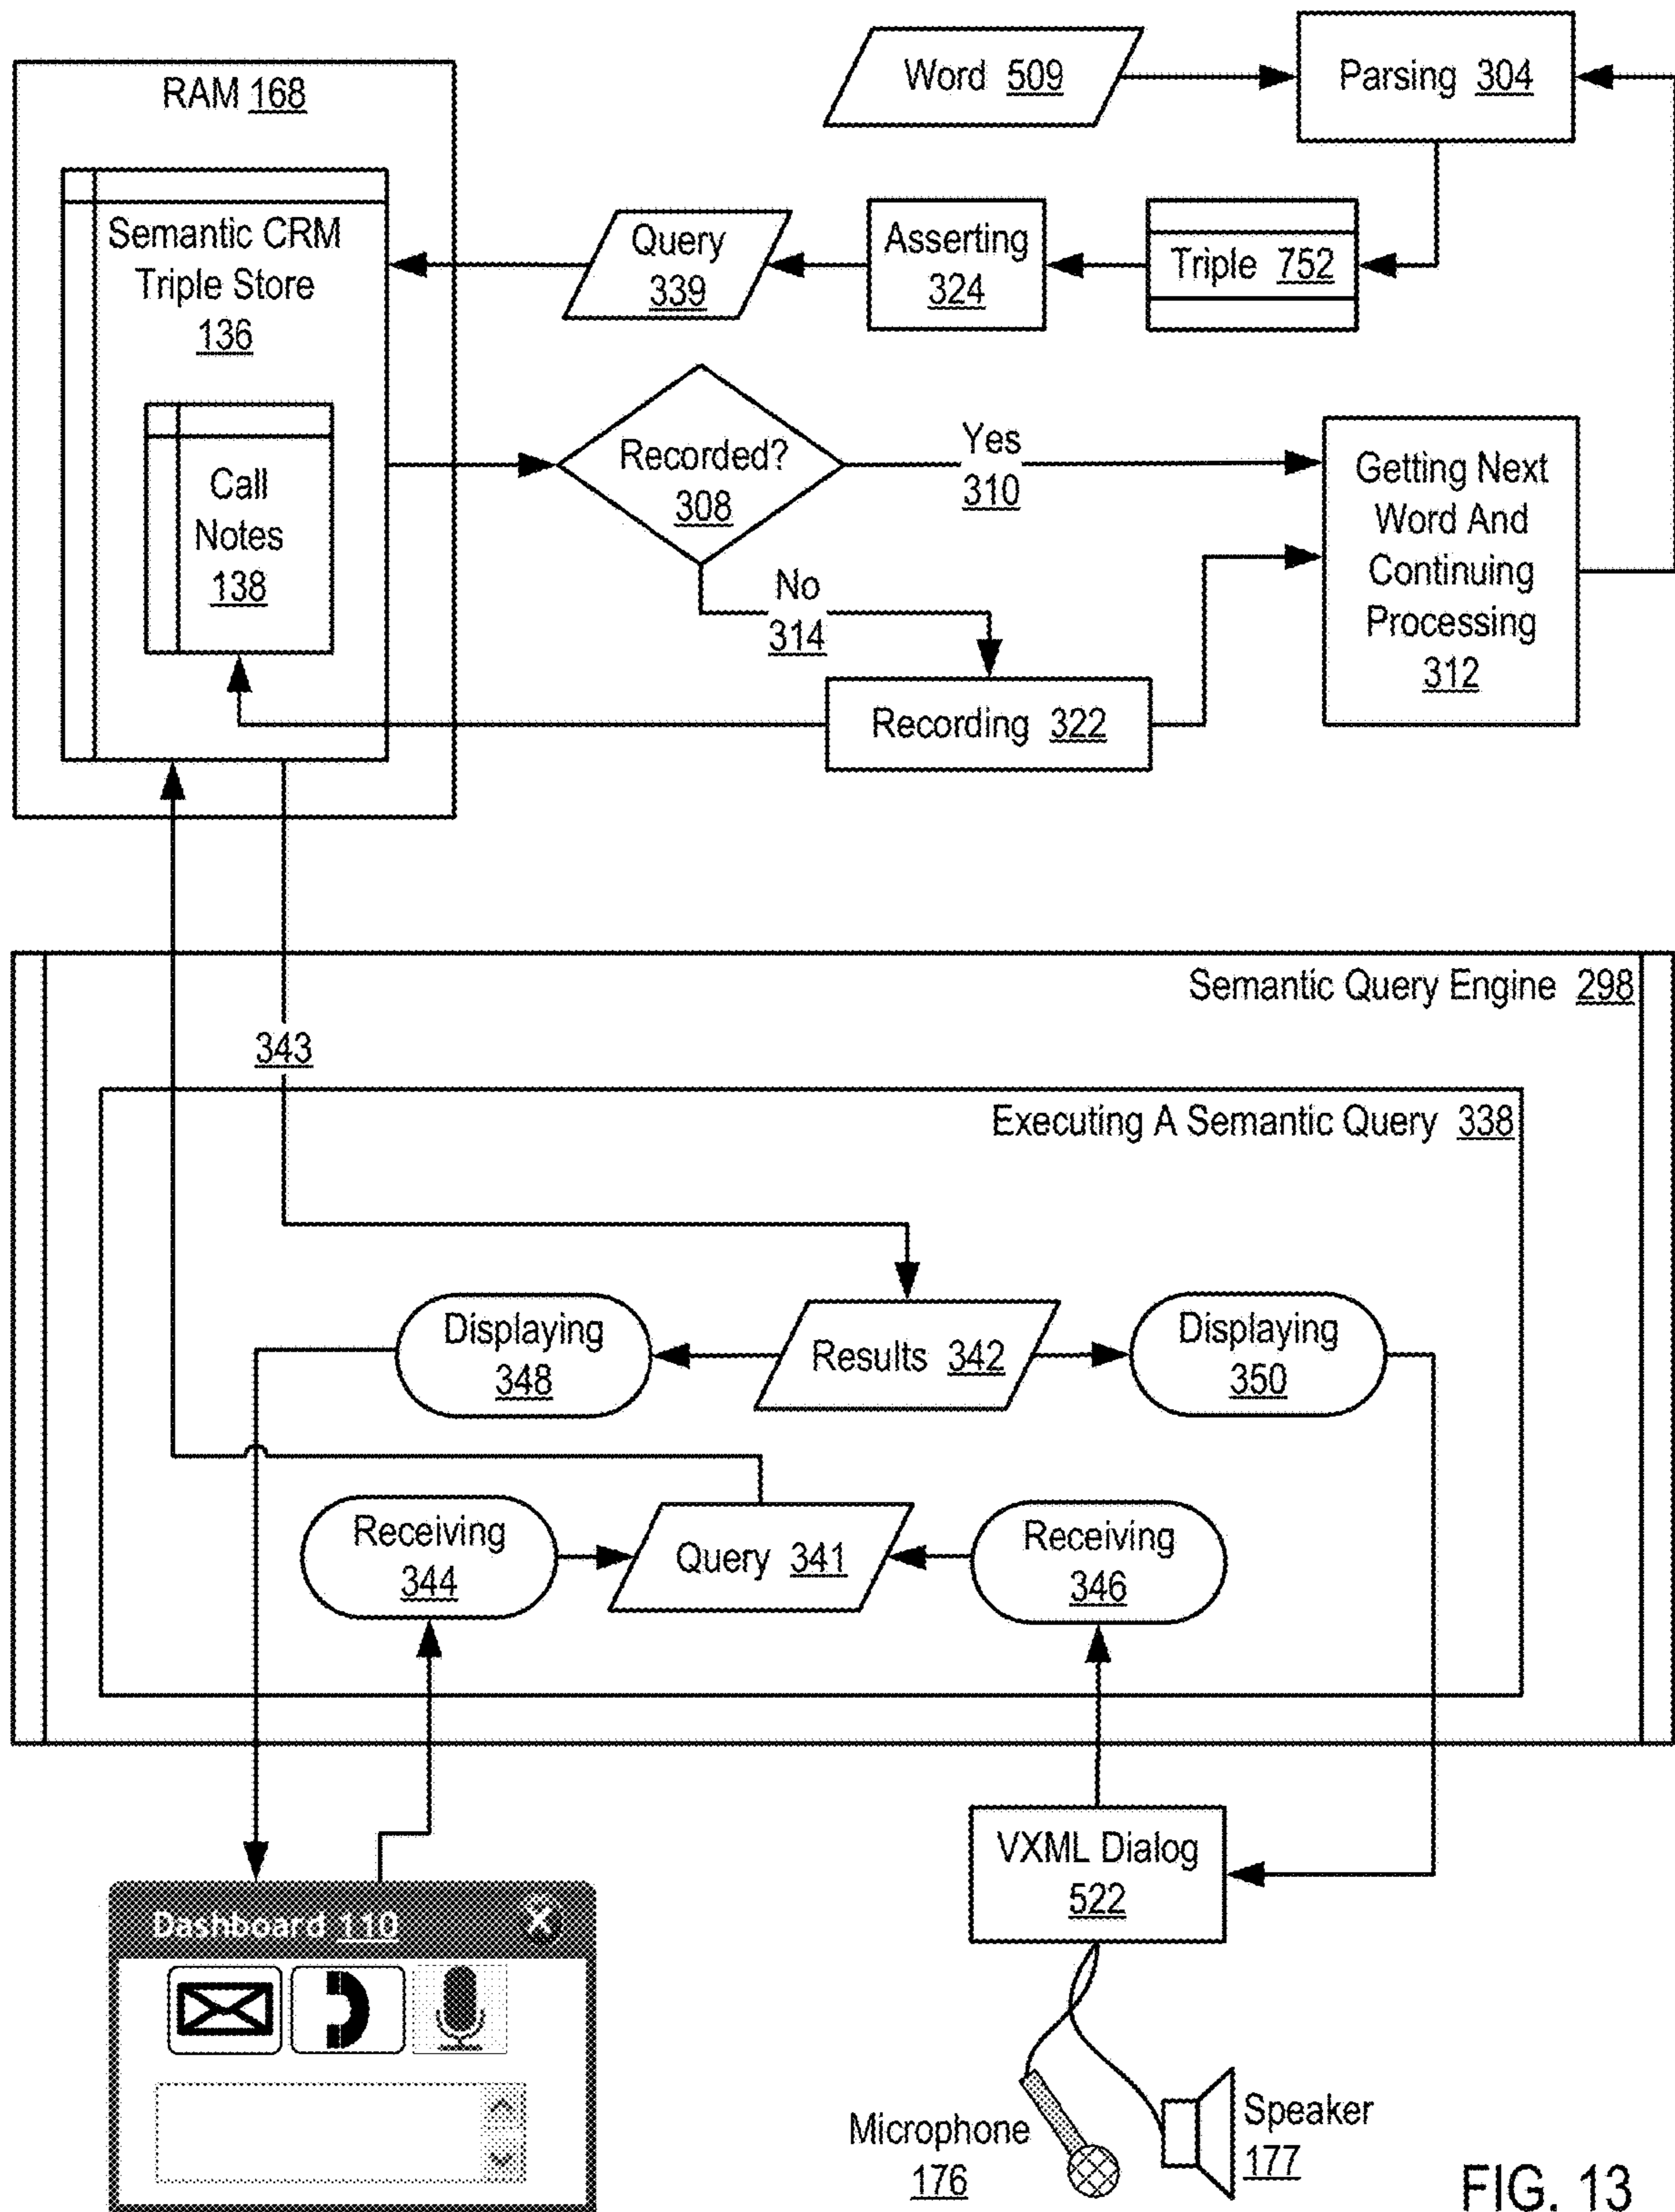 Word 509
Parsing 304
RAM 168
Semantic CRM
Triple Store
136
Query
339
Asserting
324
Triple 752
Call
Notes
138
Recorded?
308
Yes
310
No
314
Getting Next
Word And
Continuing
Processing
312
Recording 322
Semantic Query Engine 298
343
Executing A Semantic Query 338
Displaying
348
Results 342
Displaying
350
Receiving
344
Query 341
Receiving
346
VXML Dialog
522
Dashboard 110
X
Microphone
176
Speaker
177
FIG. 13